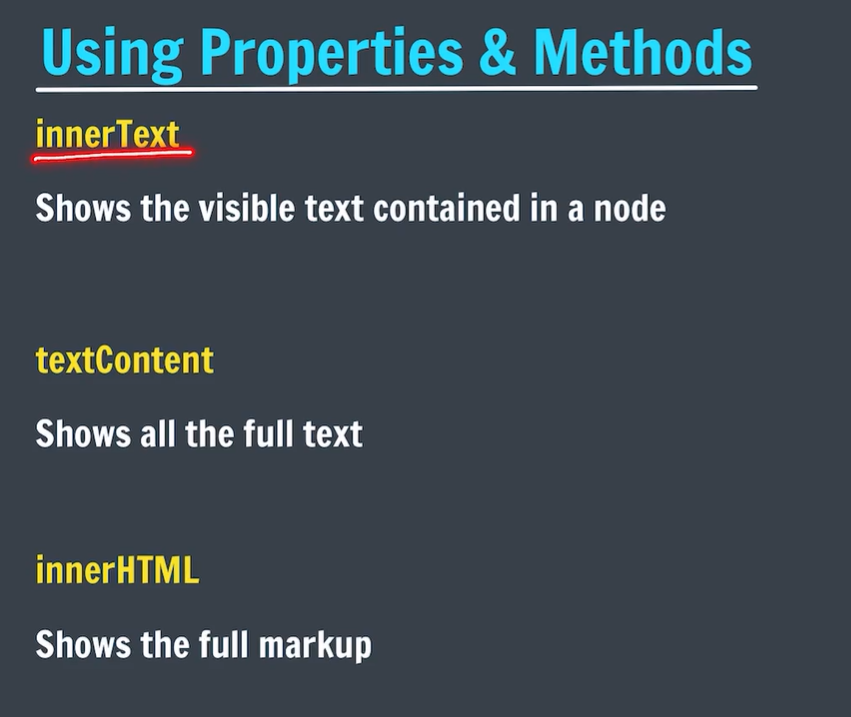 Using Properties & Methods
innerText
Shows the visible text contained in a node
textContent
Shows all the full text
innerHTML
Shows the full markup